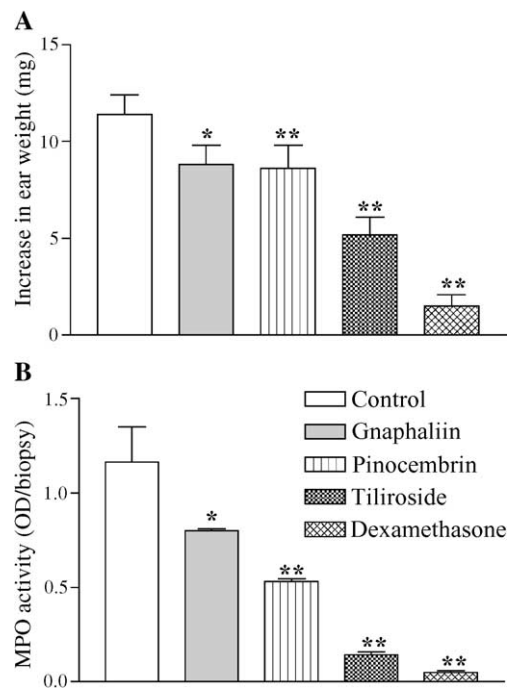 A
Increase in ear weight (mg)
15
10
5
0
*
**
**
**
B
MPO activity (OD/biopsy)
1.5
1.0
0.5
0.0
*
**
**
**
Control
Gnaphaliin
Pinocembrin
Tiliroside
Dexamethasone